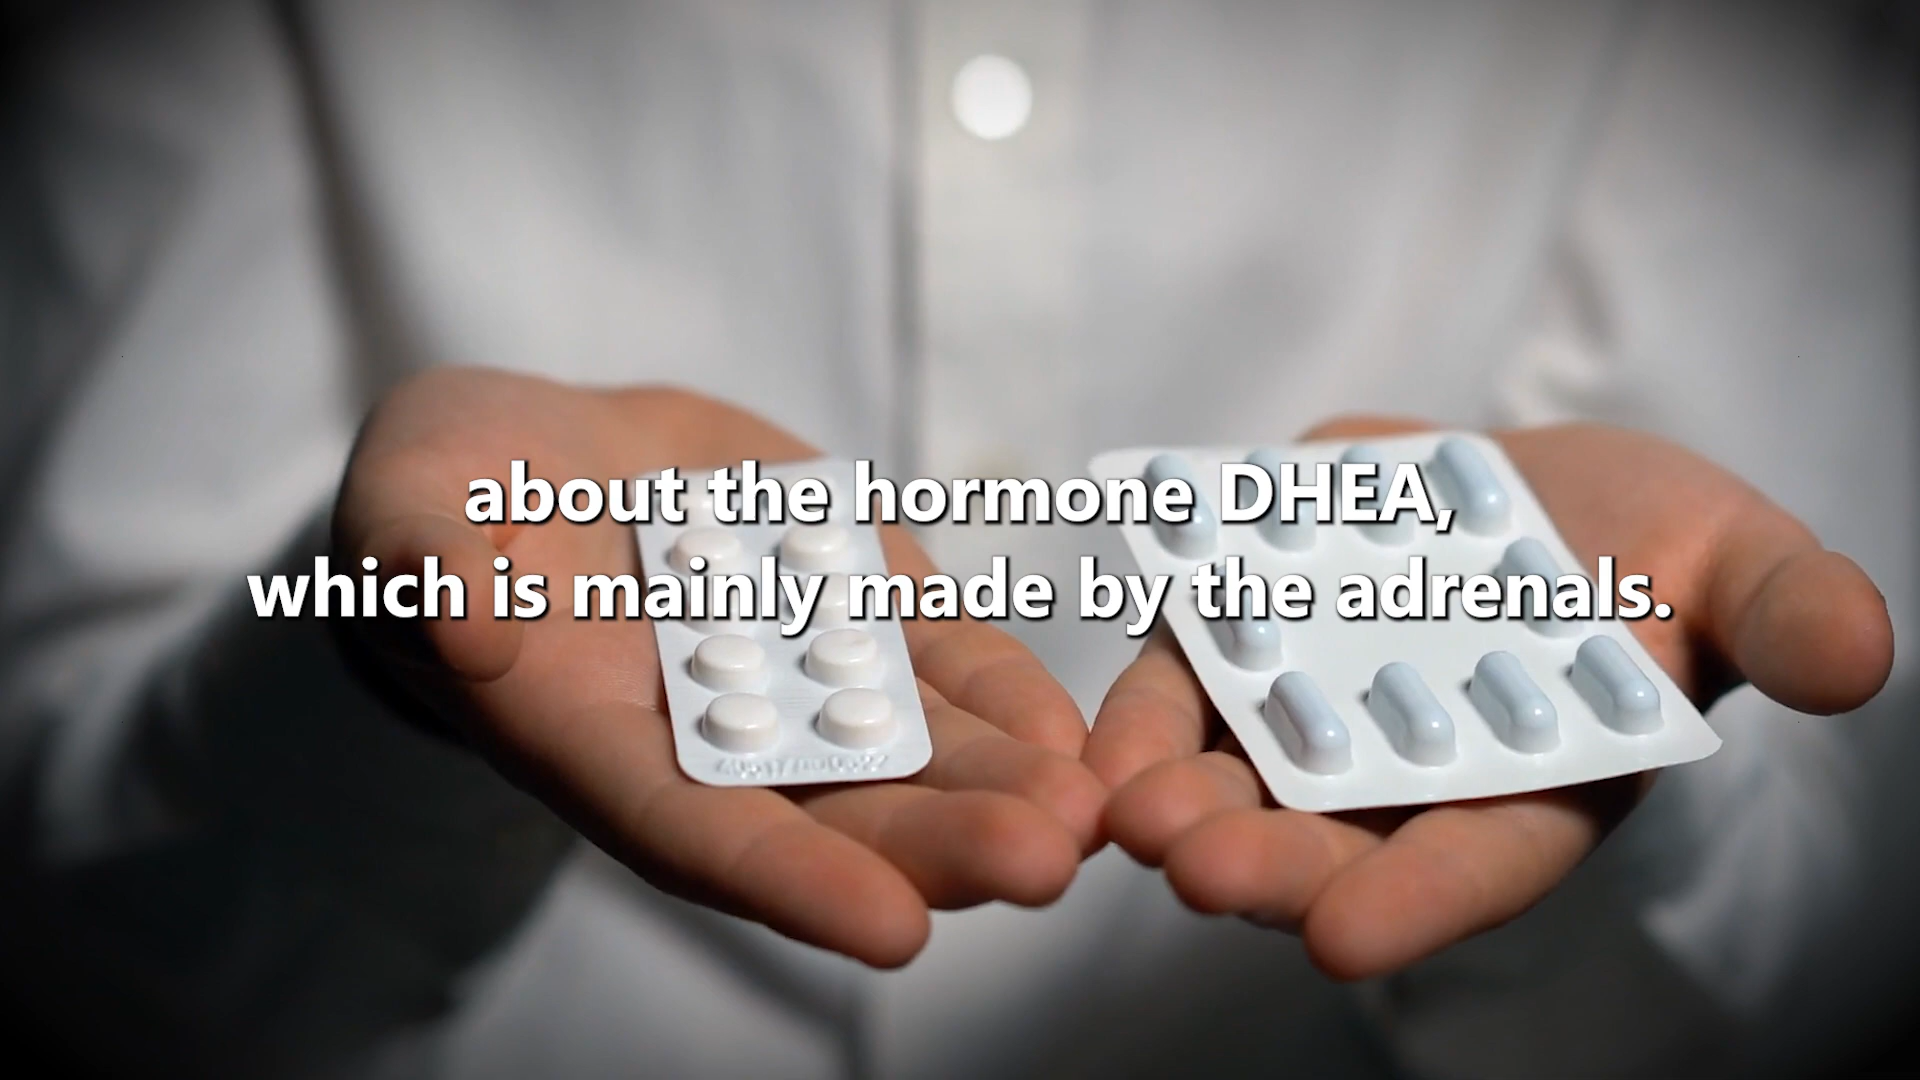 about the hormone DHEA,
which is mainly made by the adrenals.